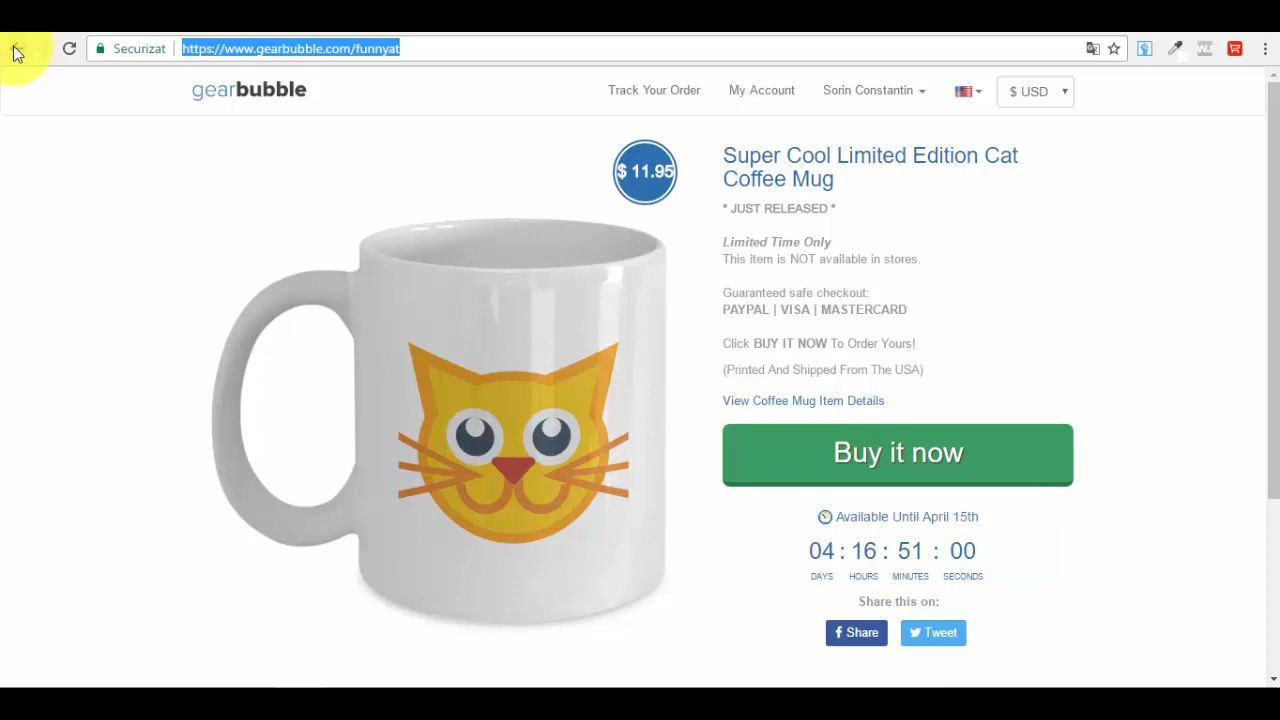 Securizat
https://www.gearbubble.com/funnyat
gearbubble
Track Your Order
My Account
Sorin Constantin
$ USD
$ 11.95
Super Cool Limited Edition Cat
Coffee Mug
* JUST RELEASED *
Limited Time Only
This item is NOT available in stores.
Guaranteed safe checkout:
PAYPAL | VISA | MASTERCARD
Click BUY IT NOW To Order Yours!
(Printed And Shipped From The USA)
View Coffee Mug Item Details
Buy it now
Available Until April 15th
04 : 16 : 51 : 00
DAYS HOURS MINUTES SECONDS
Share this on:
Share
Tweet